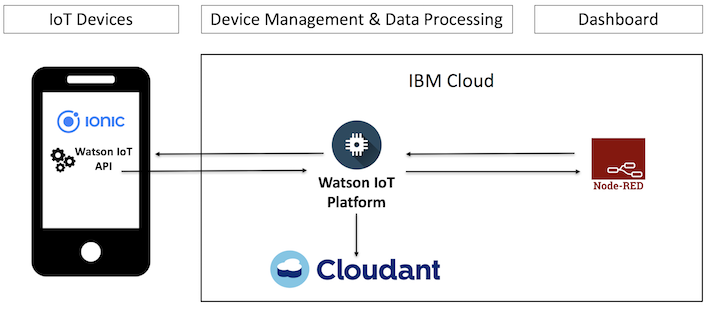 IoT Devices
Device Management & Data Processing
Dashboard
IBM Cloud
IONIC
Watson IoT
API
Watson IoT
Platform
Node-RED
Cloudant